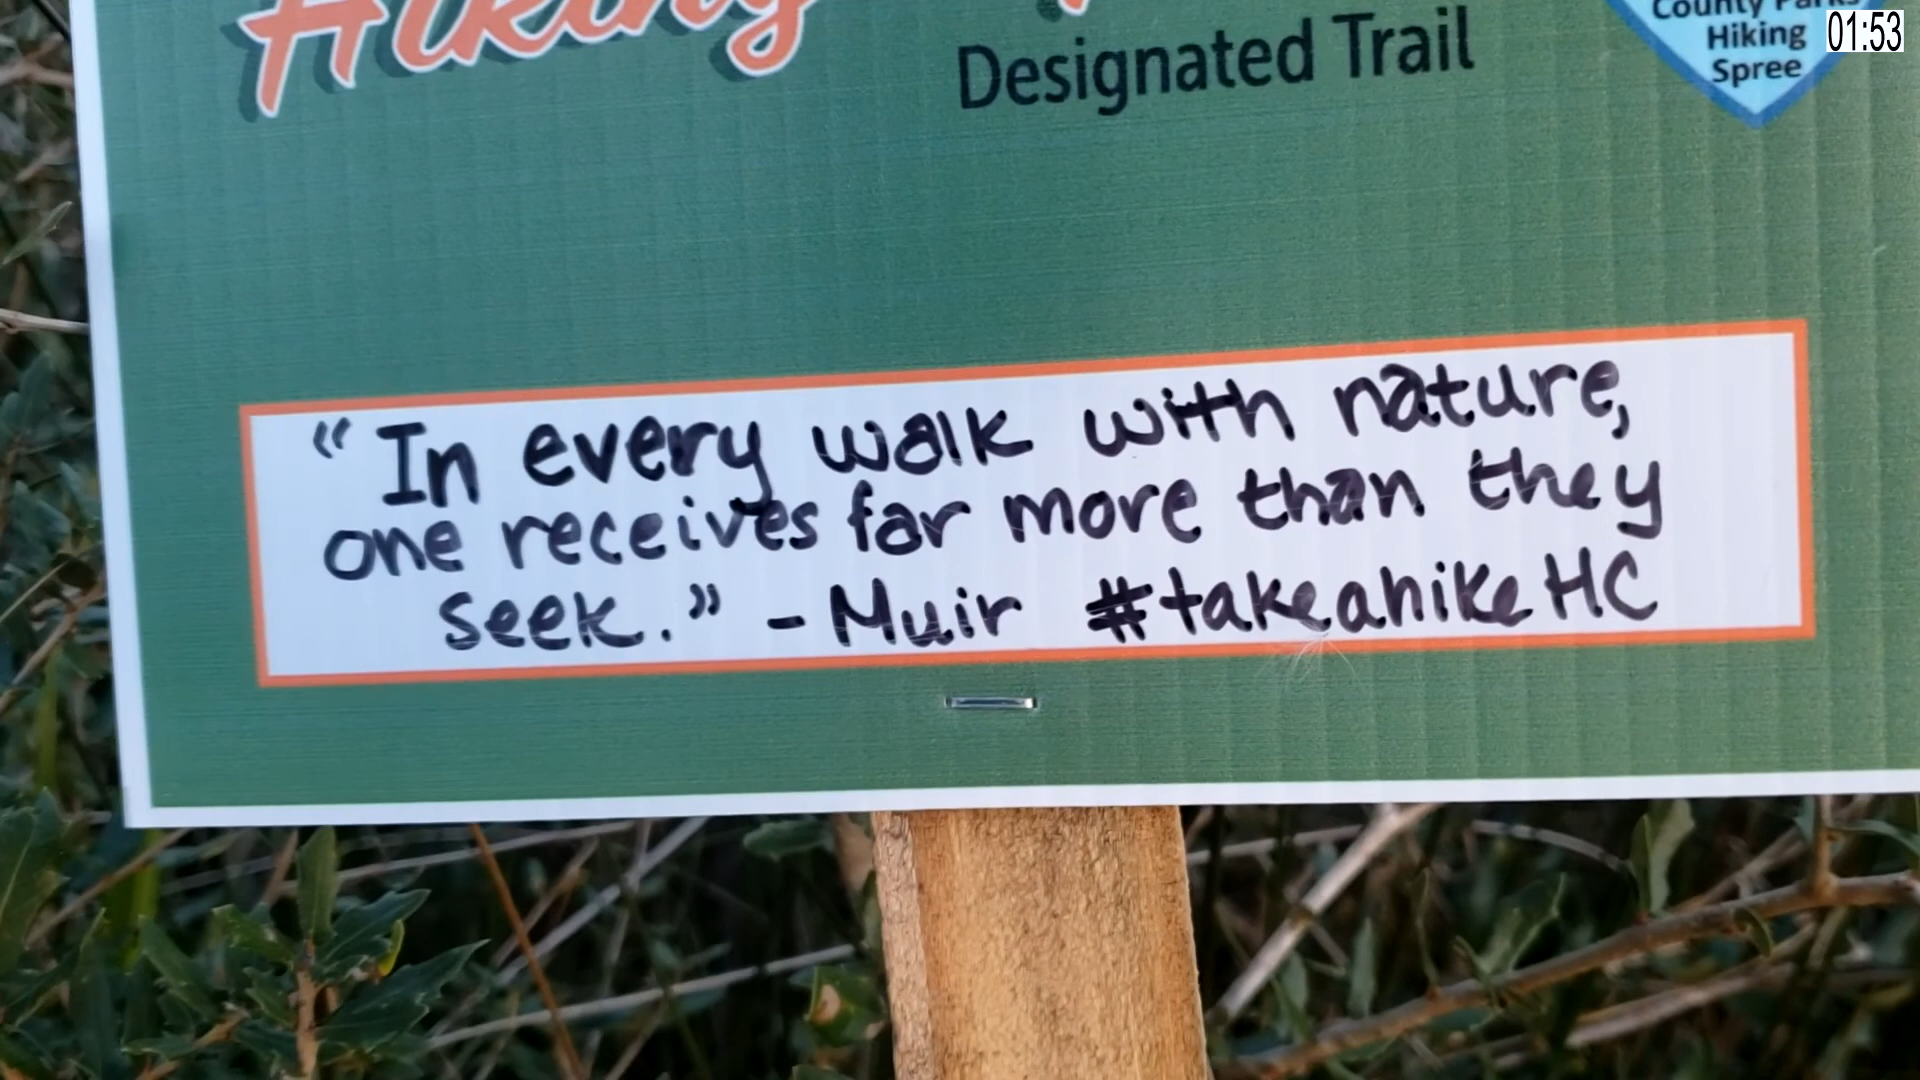 Hiking
Designated Trail
County Parks
Hiking
Spree
01:53
“In every walk with nature,
one receives far more than they
seek.” - Muir #takeahikeHC